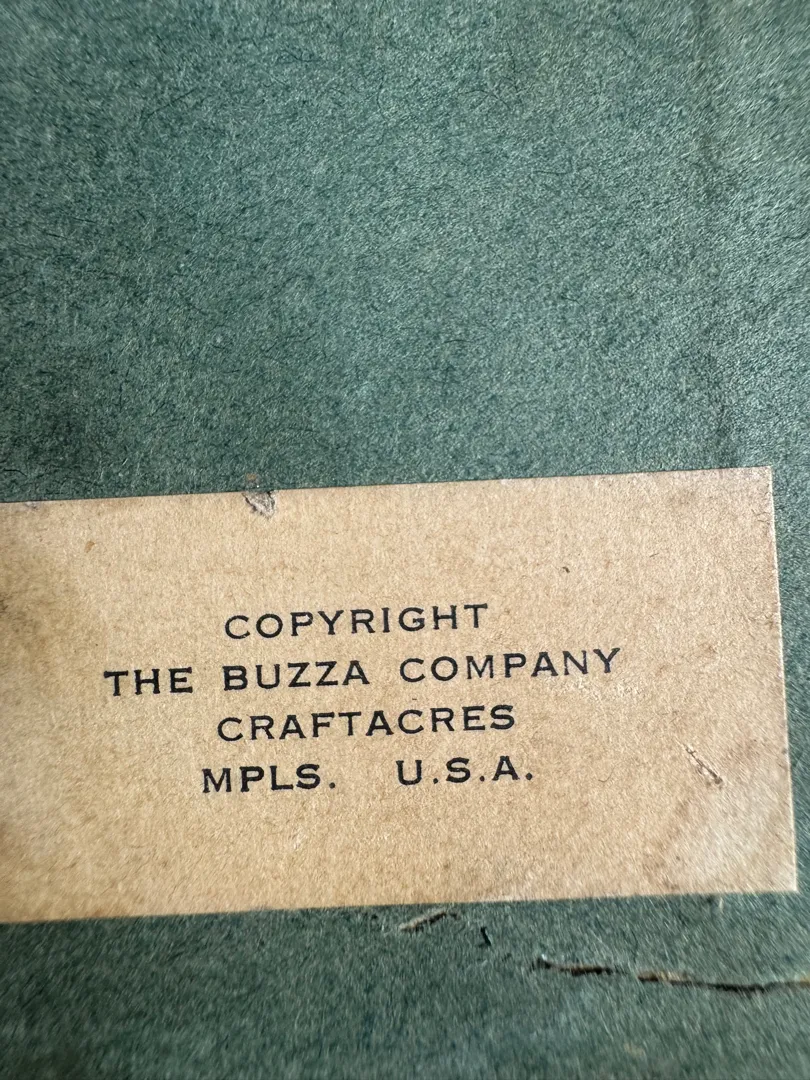 COPYRIGHT
THE BUZZA COMPANY
CRAFTACRES
MPLS. U.S.A.